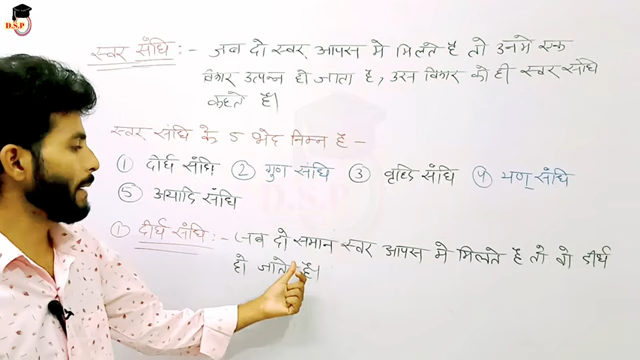 D.S.P
स्वर संधि :- जब दो स्वर आपस मे मिलते है तो उनमे एक
विकार उत्पन्न हो जाता है, उस विकार को ही स्वर संधि
कहते है।
स्वर संधि के 5 भेद निम्न है -
① दीर्घ संधि ② गुण संधि ③ वृद्धि संधि ④ यण् संधि
⑤ अयादि संधि
D.S.P
① दीर्घ संधि :- जब दो समान स्वर आपस मे मिलते है तो वो दीर्घ
हो जाते है।